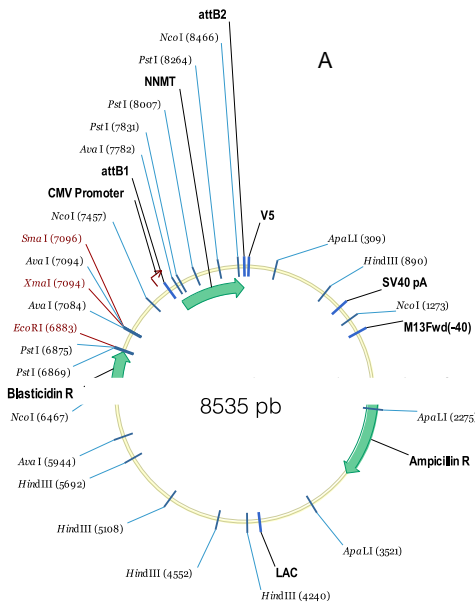 attB2
NcoI (8466)
A
PstI (8264)
NNMT
PstI (8007)
PstI (7831)
AvaI (7782)
attB1
CMV Promoter
V5
NcoI (7457)
ApaLI (309)
SmaI (7096)
HindIII (890)
AvaI (7094)
SV40 pA
XmaI (7094)
NcoI (1273)
AvaI (7084)
M13Fwd(-40)
EcoRI (6883)
PstI (6875)
PstI (6869)
Blasticidin R
8535 pb
NcoI (6467)
ApaLI (2275)
AvaI (5944)
Ampicillin R
HindIII (5692)
HindIII (5108)
ApaLI (3521)
HindIII (4552)
LAC
HindIII (4240)